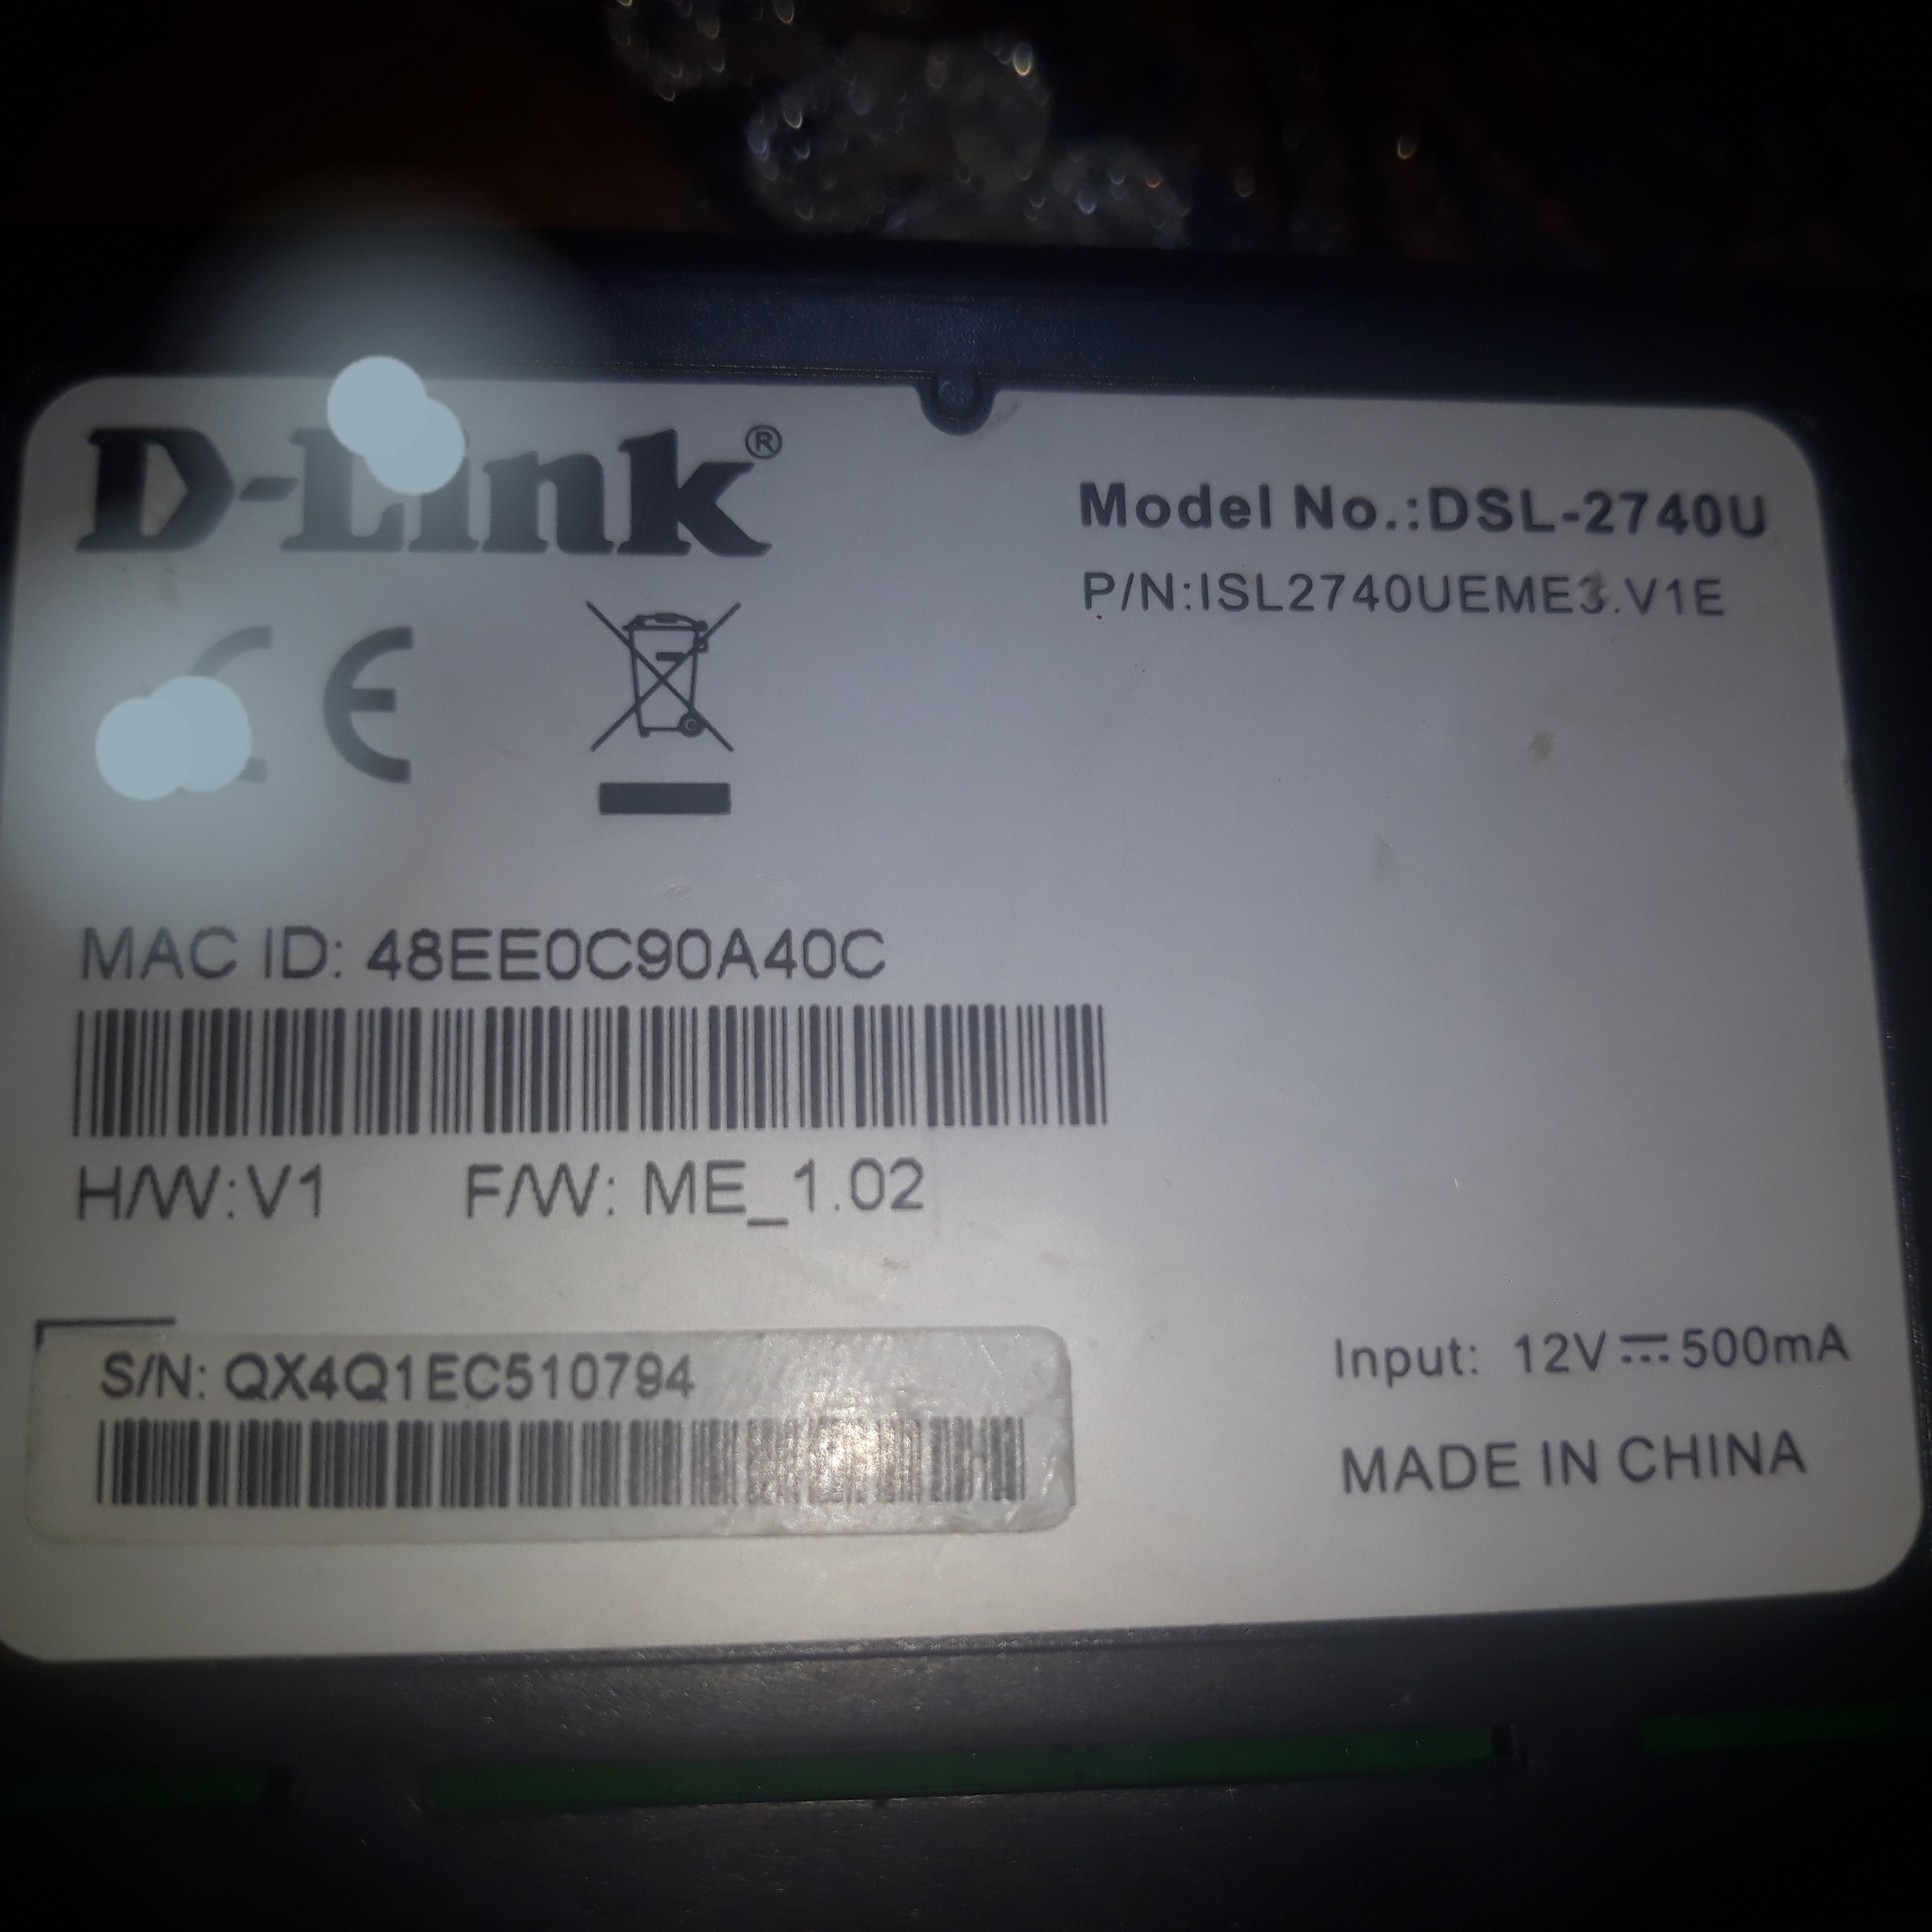 D-Link®
Model No.:DSL-2740U
P/N:ISL2740UEME3.V1E
CE
MAC ID: 48EE0C90A40C
H/W:V1 F/W: ME_1.02
S/N: QX4Q1EC510794
Input: 12V⎓500mA
MADE IN CHINA